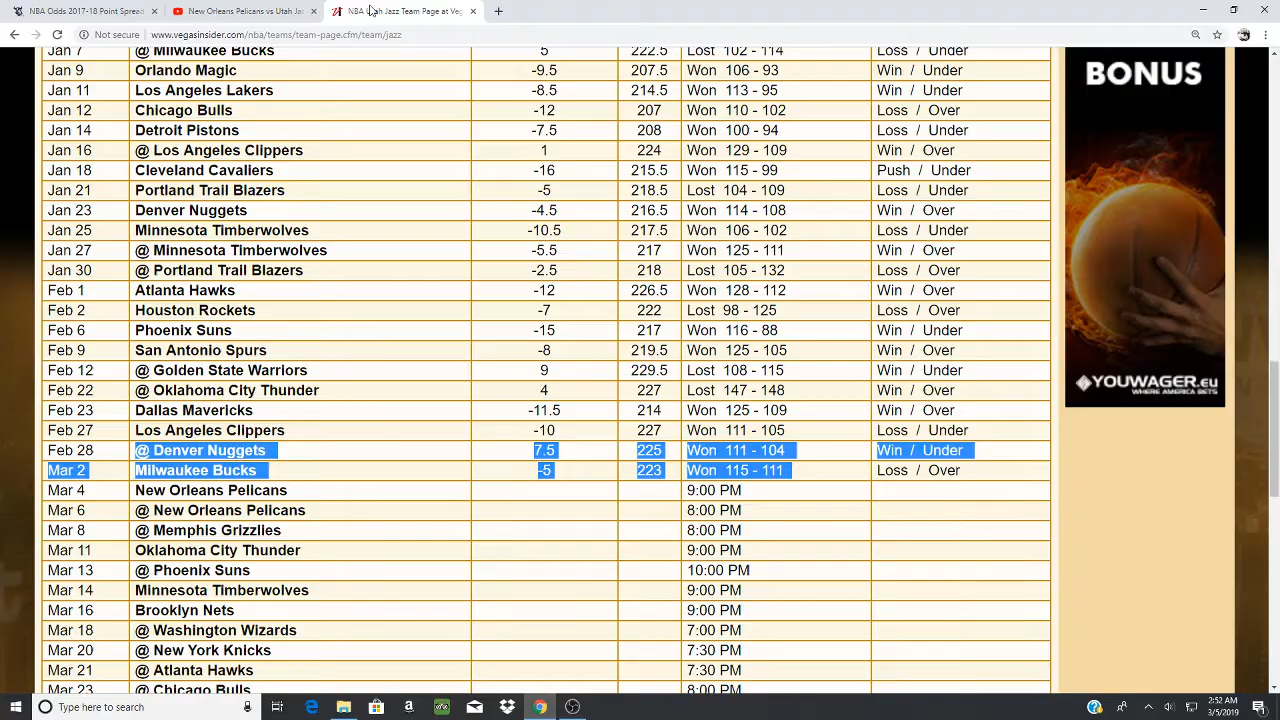 NBA Odds 2017-18 Point Spread
New Orleans Pelicans vs Utah Ja
NBA Utah Jazz Team Page at Veg
Not secure | www.vegasinsider.com/nba/teams/team-page.cfm/team/jazz
Jan 7 @ Milwaukee Bucks 5 222.5 Lost 102 - 114 Loss / Under
Jan 9 Orlando Magic -9.5 207.5 Won 106 - 93 Win / Under
Jan 11 Los Angeles Lakers -8.5 214.5 Won 113 - 95 Win / Under
Jan 12 Chicago Bulls -12 207 Won 110 - 102 Loss / Over
Jan 14 Detroit Pistons -7.5 208 Won 100 - 94 Loss / Under
Jan 16 @ Los Angeles Clippers 1 224 Won 129 - 109 Win / Over
Jan 18 Cleveland Cavaliers -16 215.5 Won 115 - 99 Push / Under
Jan 21 Portland Trail Blazers -5 218.5 Lost 104 - 109 Loss / Under
Jan 23 Denver Nuggets -4.5 216.5 Won 114 - 108 Win / Over
Jan 25 Minnesota Timberwolves -10.5 217.5 Won 106 - 102 Loss / Under
Jan 27 @ Minnesota Timberwolves -5.5 217 Won 125 - 111 Win / Over
Jan 30 @ Portland Trail Blazers -2.5 218 Lost 105 - 132 Loss / Over
Feb 1 Atlanta Hawks -12 226.5 Won 128 - 112 Win / Over
Feb 2 Houston Rockets -7 222 Lost 98 - 125 Loss / Over
Feb 6 Phoenix Suns -15 217 Won 116 - 88 Win / Under
Feb 9 San Antonio Spurs -8 219.5 Won 125 - 105 Win / Over
Feb 12 @ Golden State Warriors 9 229.5 Lost 108 - 115 Win / Under
Feb 22 @ Oklahoma City Thunder 4 227 Lost 147 - 148 Win / Over
Feb 23 Dallas Mavericks -11.5 214 Won 125 - 109 Win / Over
Feb 27 Los Angeles Clippers -10 227 Won 111 - 105 Loss / Under
Feb 28 @ Denver Nuggets 7.5 225 Won 111 - 104 Win / Under
Mar 2 Milwaukee Bucks -5 223 Won 115 - 111 Loss / Over
Mar 4 New Orleans Pelicans 9:00 PM
Mar 6 @ New Orleans Pelicans 8:00 PM
Mar 8 @ Memphis Grizzlies 8:00 PM
Mar 11 Oklahoma City Thunder 9:00 PM
Mar 13 @ Phoenix Suns 10:00 PM
Mar 14 Minnesota Timberwolves 9:00 PM
Mar 16 Brooklyn Nets 9:00 PM
Mar 18 @ Washington Wizards 7:00 PM
Mar 20 @ New York Knicks 7:30 PM
Mar 21 @ Atlanta Hawks 7:30 PM
Mar 23 @ Chicago Bulls 8:00 PM
BONUS
YOUWAGER.eu
WHERE AMERICA BETS
Type here to search
2:52 AM
3/5/2019